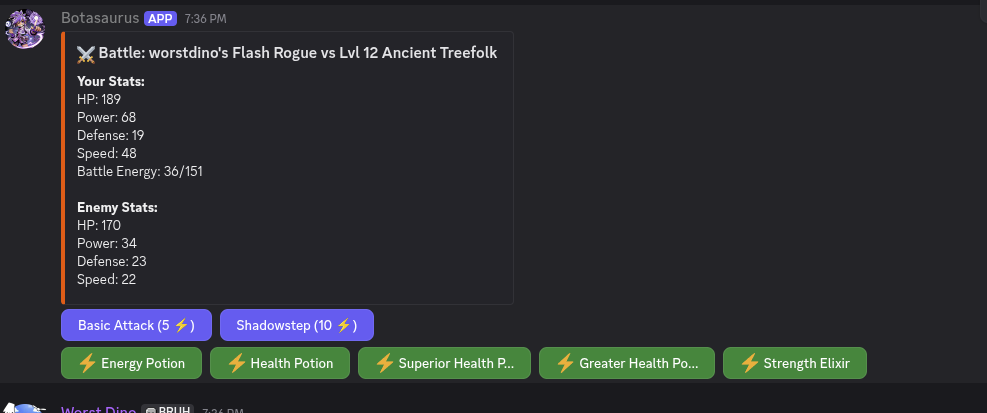 Botasaurus APP 7:36 PM
⚔️ Battle: worstdino's Flash Rogue vs Lvl 12 Ancient Treefolk
Your Stats:
HP: 189
Power: 68
Defense: 19
Speed: 48
Battle Energy: 36/151
Enemy Stats:
HP: 170
Power: 34
Defense: 23
Speed: 22
Basic Attack (5 ⚡) Shadowstep (10 ⚡)
⚡ Energy Potion ⚡ Health Potion ⚡ Superior Health P... ⚡ Greater Health Po... ⚡ Strength Elixir
Worst Dino BRUH 7:36 PM